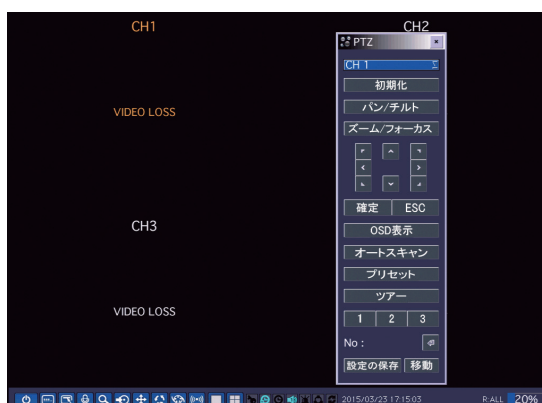 CH1
CH2
VIDEO LOSS
CH3
VIDEO LOSS
PTZ
CH 1
初期化
パン/チルト
ズーム/フォーカス
確定 ESC
OSD表示
オートスキャン
プリセット
ツアー
1 2 3
No :
設定の保存 移動
2015/03/23 17:15:03 R:ALL 20%